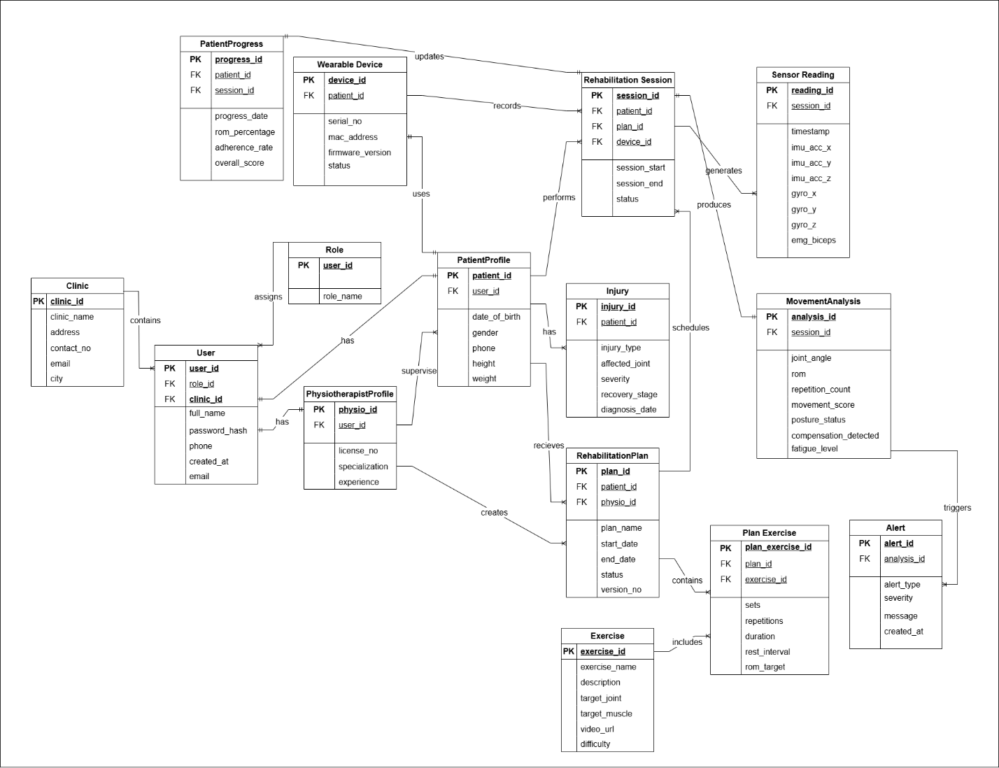 PatientProgress
PK progress_id
FK patient_id
FK session_id
progress_date
rom_percentage
adherence_rate
overall_score
Wearable Device
PK device_id
FK patient_id
serial_no
mac_address
firmware_version
status
updates
records
uses
Rehabilitation Session
PK session_id
FK patient_id
FK plan_id
FK device_id
session_start
session_end
status
Sensor Reading
PK reading_id
FK session_id
timestamp
imu_acc_x
imu_acc_y
imu_acc_z
gyro_x
gyro_y
gyro_z
emg_biceps
generates
produces
performs
Role
PK user_id
role_name
assigns
Clinic
PK clinic_id
clinic_name
address
contact_no
email
city
contains
User
PK user_id
FK role_id
FK clinic_id
full_name
password_hash
phone
created_at
email
has
has
PatientProfile
PK patient_id
FK user_id
date_of_birth
gender
phone
height
weight
supervise
PhysiotherapistProfile
PK physio_id
FK user_id
license_no
specialization
experience
creates
has
Injury
PK injury_id
FK patient_id
injury_type
affected_joint
severity
recovery_stage
diagnosis_date
schedules
recieves
MovementAnalysis
PK analysis_id
FK session_id
joint_angle
rom
repetition_count
movement_score
posture_status
compensation_detected
fatigue_level
triggers
RehabilitationPlan
PK plan_id
FK patient_id
FK physio_id
plan_name
start_date
end_date
status
version_no
contains
Plan Exercise
PK plan_exercise_id
FK plan_id
FK exercise_id
sets
repetitions
duration
rest_interval
rom_target
Alert
PK alert_id
FK analysis_id
alert_type
severity
message
created_at
Exercise
PK exercise_id
exercise_name
description
target_joint
target_muscle
video_url
difficulty
includes